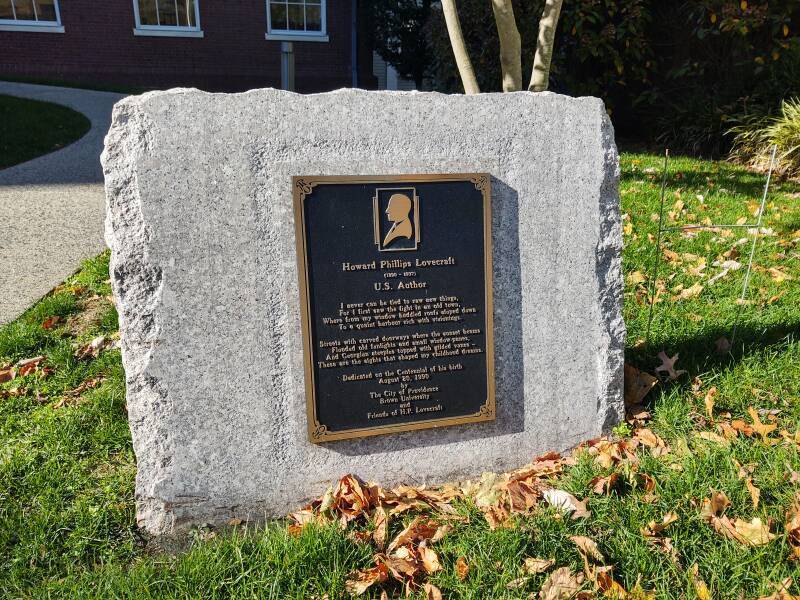 Howard Phillips Lovecraft
(1890 - 1937)
U.S. Author
I never can be tied to raw new things,
For I first saw the light in an old town,
Where from my window huddled roofs sloped down
To a quaint harbour rich with visionings.
Streets with carved doorways where the sunset beams
Flooded old fanlights and small window-panes,
And Georgian steeples topped with gilded vanes -
These are the sights that shaped my childhood dreams.
Dedicated on the Centennial of his birth
August 20, 1990
by
The City of Providence
Brown University
and
Friends of H.P. Lovecraft